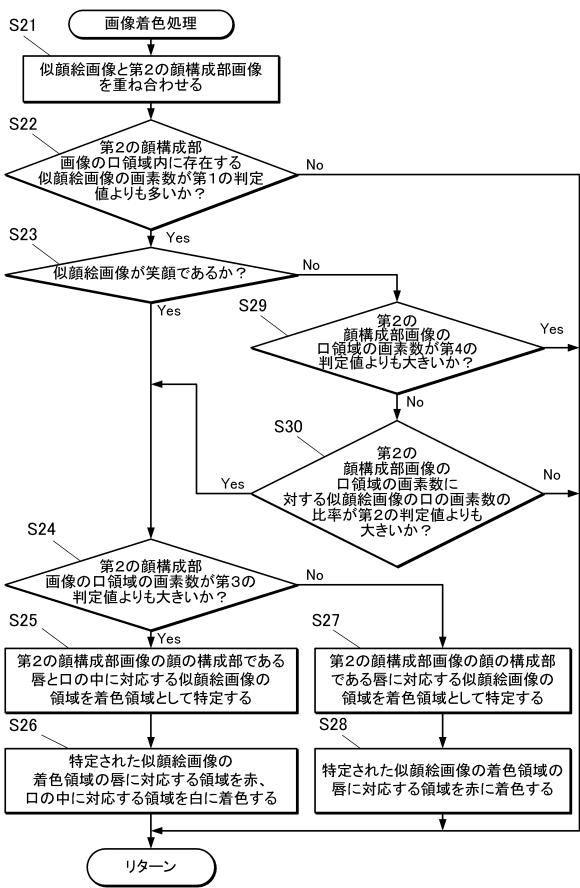 S21
画像着色処理
似顔絵画像と第2の顔構成部画像
を重ね合わせる
S22
第2の顔構成部
画像の口領域内に存在する
似顔絵画像の画素数が第1の判定
値よりも多いか？
No
Yes
S23
似顔絵画像が笑顔であるか？
No
Yes
S29
第2の
顔構成部画像の
口領域の画素数が第4の
判定値よりも大きいか？
Yes
No
S30
第2の
顔構成部画像の
口領域の画素数に
対する似顔絵画像の口の画素数の
比率が第2の判定値よりも
大きいか？
Yes
No
S24
第2の顔構成部
画像の口領域の画素数が第3の
判定値よりも大きいか？
No
Yes
S25
第2の顔構成部画像の顔の構成部である
唇と口の中に対応する似顔絵画像の
領域を着色領域として特定する
S27
第2の顔構成部画像の顔の構成部
である唇に対応する似顔絵画像の
領域を着色領域として特定する
S26
特定された似顔絵画像の
着色領域の唇に対応する領域を赤、
口の中に対応する領域を白に着色する
S28
特定された似顔絵画像の着色領域の
唇に対応する領域を赤に着色する
リターン